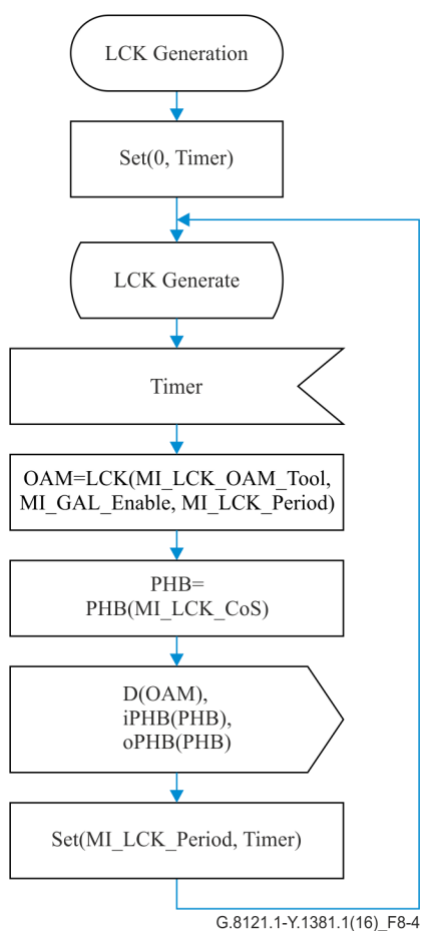 LCK Generation
Set(0, Timer)
LCK Generate
Timer
OAM=LCK(MI_LCK_OAM_Tool,
MI_GAL_Enable, MI_LCK_Period)
PHB=
PHB(MI_LCK_CoS)
D(OAM),
iPHB(PHB),
oPHB(PHB)
Set(MI_LCK_Period, Timer)
G.8121.1-Y.1381.1(16)_F8-4